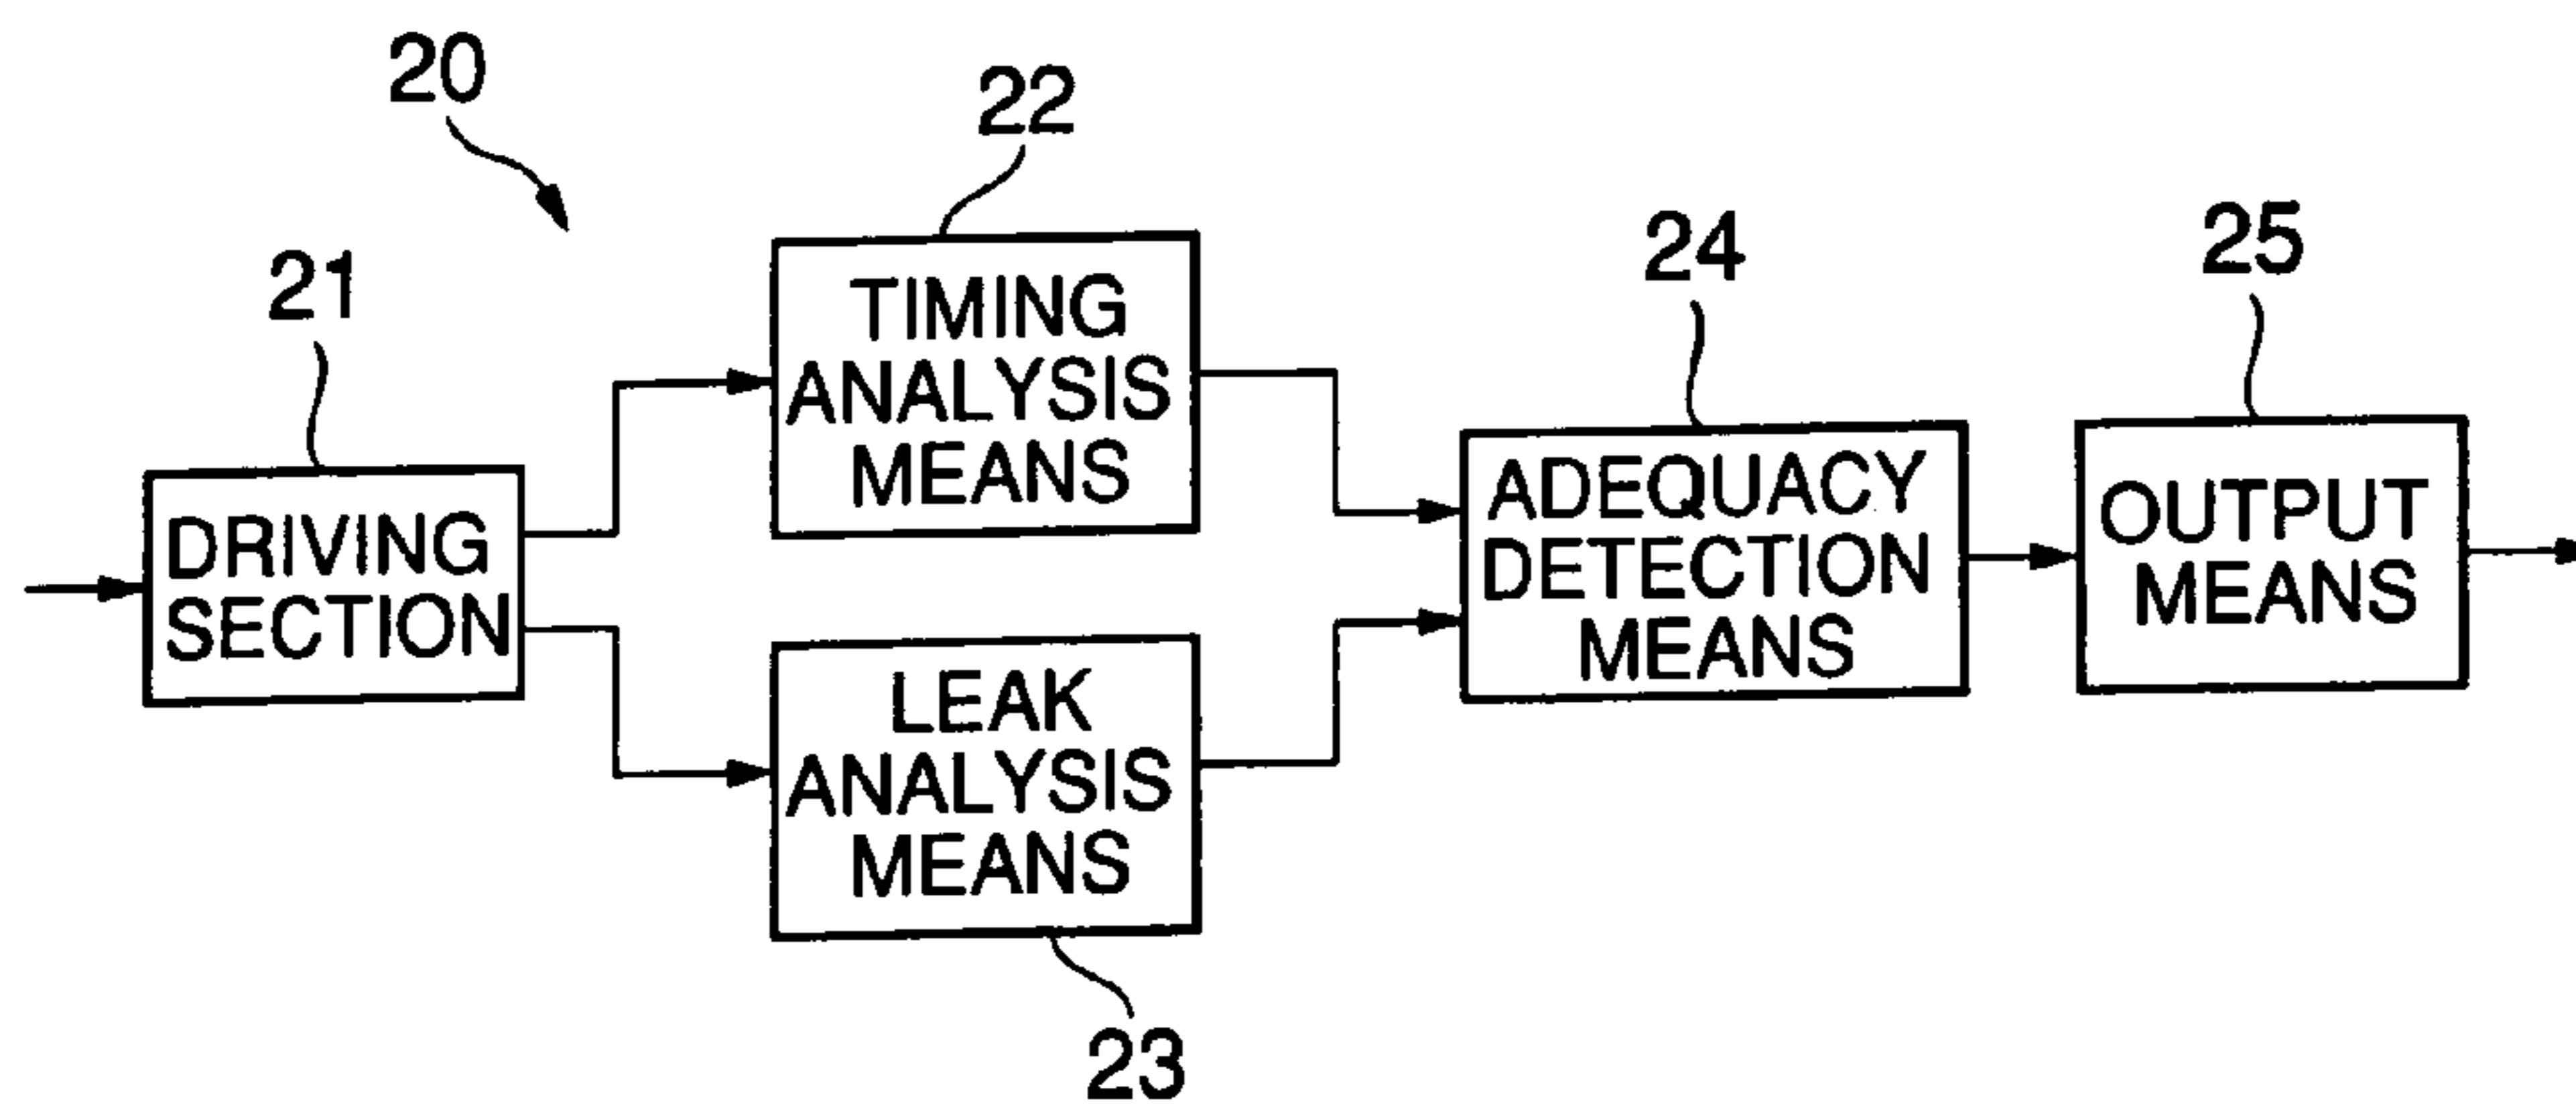 20
22
21
24
25
TIMING
ANALYSIS
MEANS
DRIVING
SECTION
ADEQUACY
DETECTION
MEANS
OUTPUT
MEANS
LEAK
ANALYSIS
MEANS
23